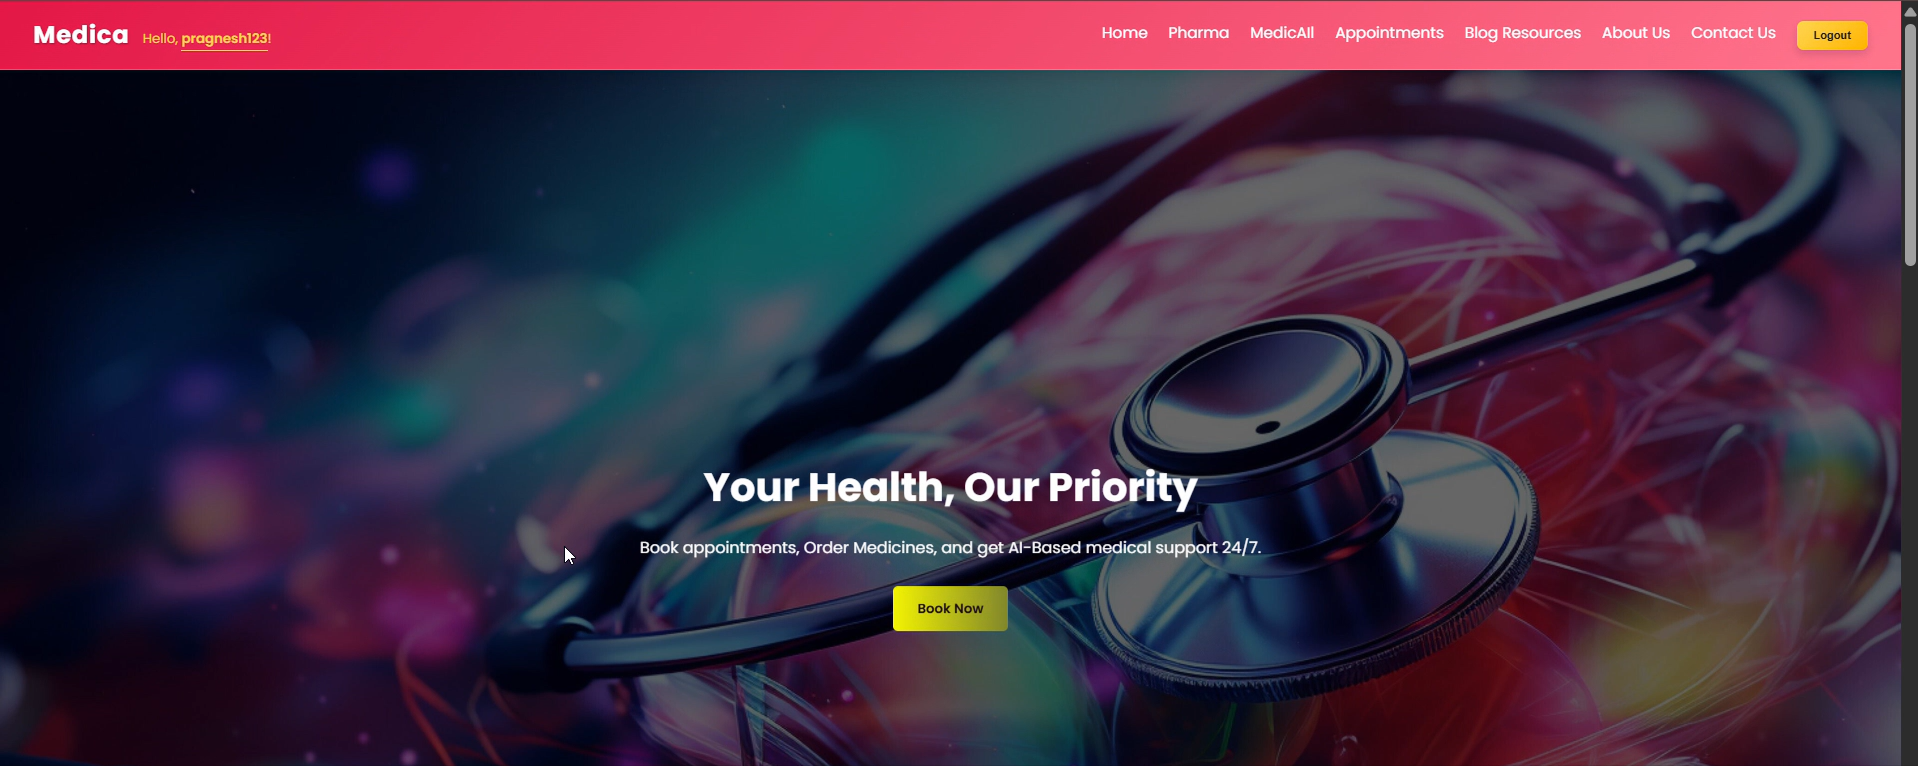 Medica Hello, pragnesh123!
Home Pharma MedicAll Appointments Blog Resources About Us Contact Us Logout
Your Health, Our Priority
Book appointments, Order Medicines, and get AI-Based medical support 24/7.
Book Now